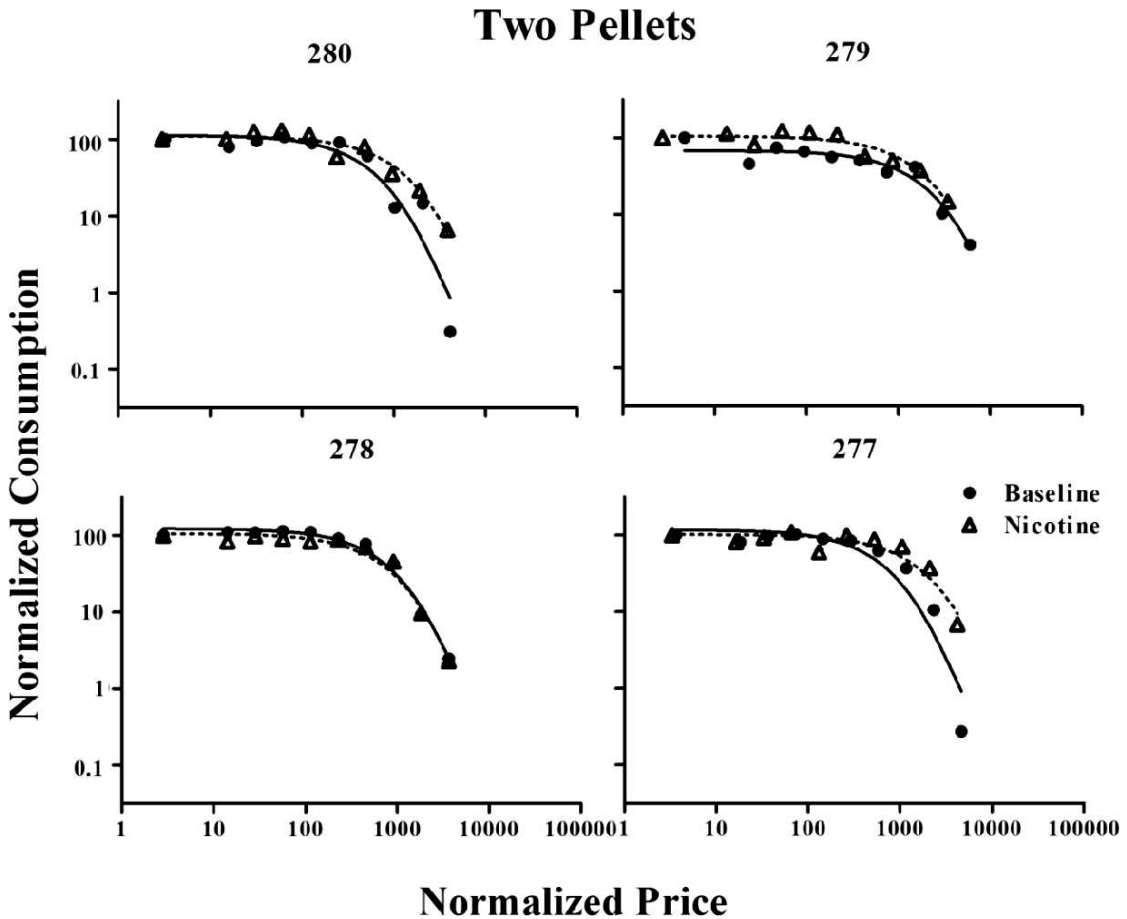 Two Pellets
280
279
100
10
1
0.1
278
277
Baseline
Nicotine
100
10
1
0.1
1 10 100 1000 10000 100000
1 10 100 1000 10000 100000
Normalized Consumption
Normalized Price